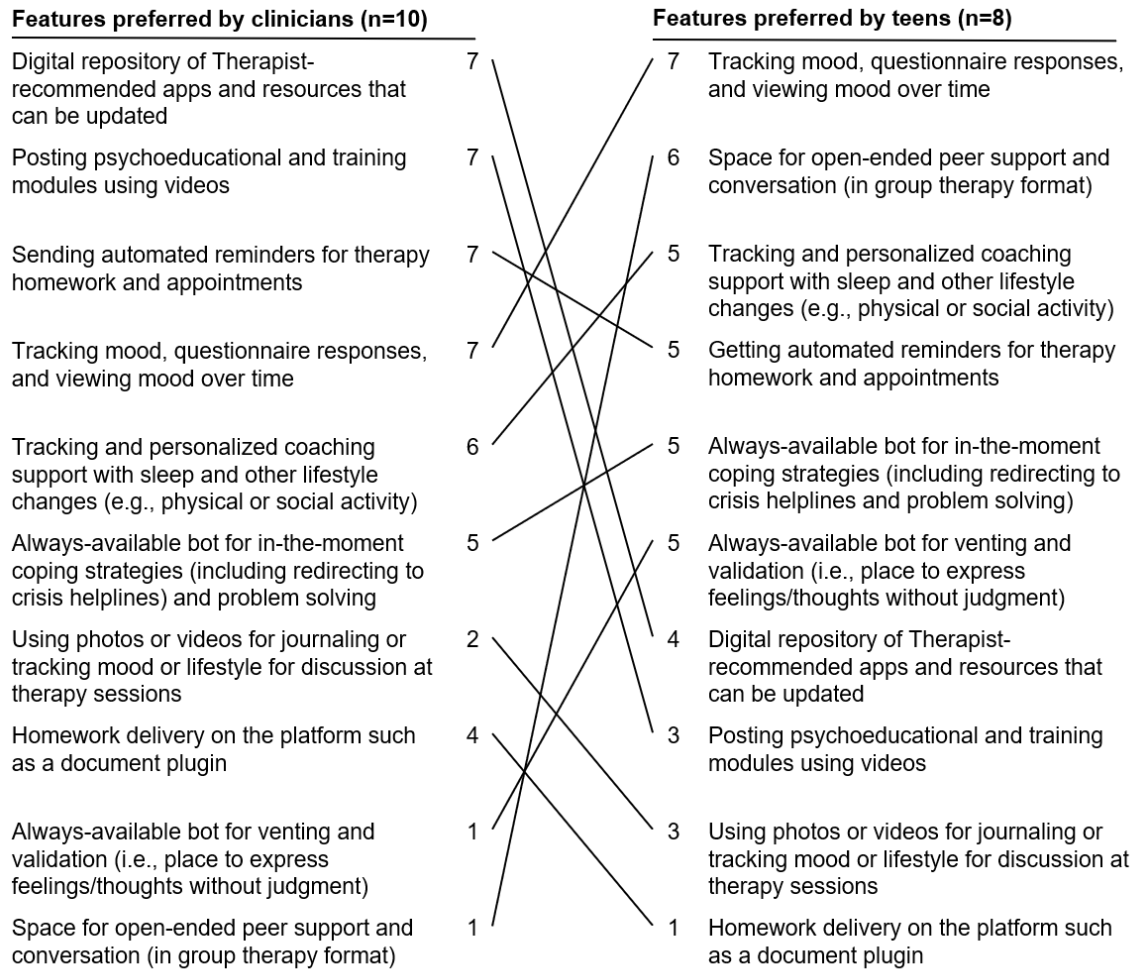 Features preferred by clinicians (n=10)
Digital repository of Therapist-
recommended apps and resources that
can be updated
7
Posting psychoeducational and training
modules using videos
7
Sending automated reminders for therapy
homework and appointments
7
Tracking mood, questionnaire responses,
and viewing mood over time
7
Tracking and personalized coaching
support with sleep and other lifestyle
changes (e.g., physical or social activity)
6
Always-available bot for in-the-moment
coping strategies (including redirecting to
crisis helplines) and problem solving
5
Using photos or videos for journaling or
tracking mood or lifestyle for discussion at
therapy sessions
2
Homework delivery on the platform such
as a document plugin
4
Always-available bot for venting and
validation (i.e., place to express
feelings/thoughts without judgment)
1
Space for open-ended peer support and
conversation (in group therapy format)
1
Features preferred by teens (n=8)
7
Tracking mood, questionnaire responses,
and viewing mood over time
6
Space for open-ended peer support and
conversation (in group therapy format)
5
Tracking and personalized coaching
support with sleep and other lifestyle
changes (e.g., physical or social activity)
5
Getting automated reminders for therapy
homework and appointments
5
Always-available bot for in-the-moment
coping strategies (including redirecting to
crisis helplines and problem solving)
5
Always-available bot for venting and
validation (i.e., place to express
feelings/thoughts without judgment)
4
Digital repository of Therapist-
recommended apps and resources that
can be updated
3
Posting psychoeducational and training
modules using videos
3
Using photos or videos for journaling or
tracking mood or lifestyle for discussion at
therapy sessions
1
Homework delivery on the platform such
as a document plugin